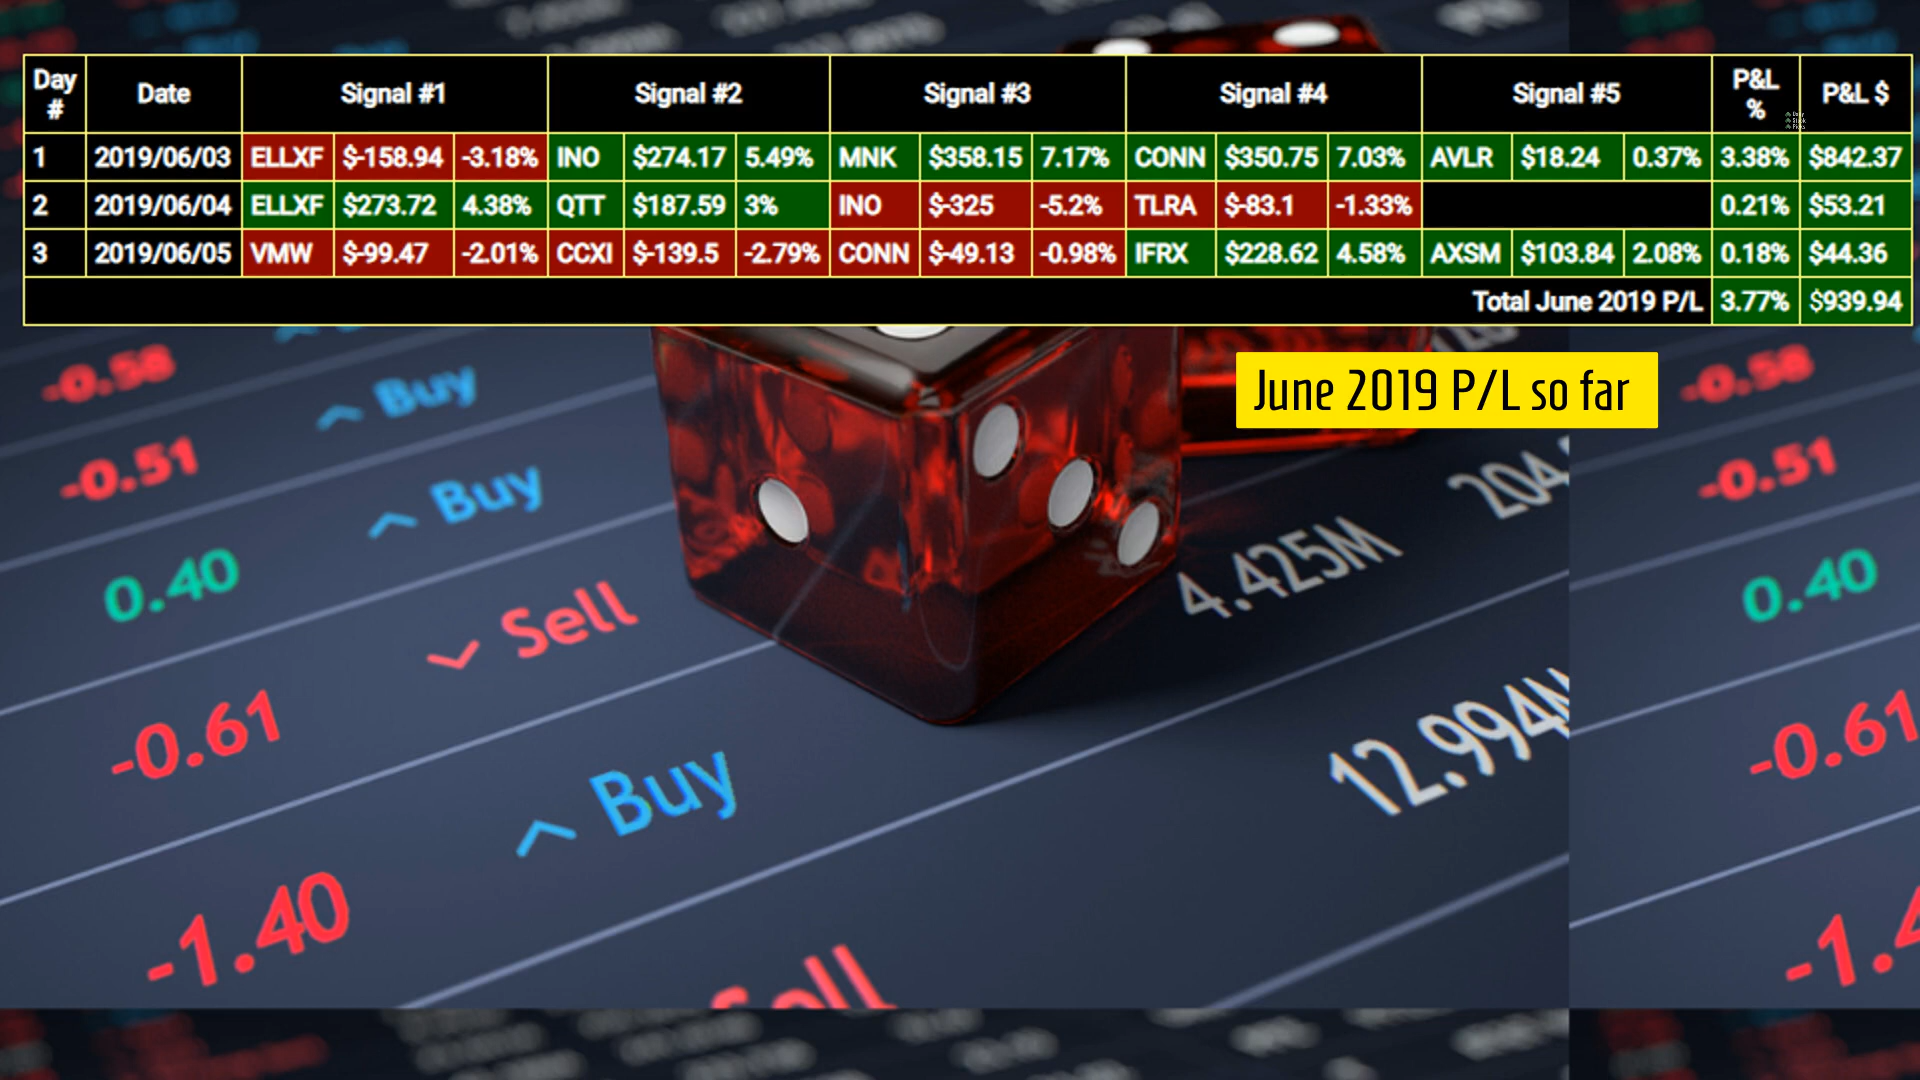 Day # Date Signal #1 Signal #2 Signal #3 Signal #4 Signal #5 P&L % P&L $
1 2019/06/03 ELLXF $-158.94 -3.18% INO $274.17 5.49% MNK $358.15 7.17% CONN $350.75 7.03% AVLR $18.24 0.37% 3.38% $842.37
2 2019/06/04 ELLXF $273.72 4.38% QTT $187.59 3% INO $-325 -5.2% TLRA $-83.1 -1.33% 0.21% $53.21
3 2019/06/05 VMW $-99.47 -2.01% CCXI $-139.5 -2.79% CONN $-49.13 -0.98% IFRX $228.62 4.58% AXSM $103.84 2.08% 0.18% $44.36
Total June 2019 P/L 3.77% $939.94
June 2019 P/L so far
-0.58 Buy -0.58
-0.51 Buy 204. -0.51
0.40 Sell 4.425M 0.40
-0.61 Buy 12.994M -0.61
-1.40 Sell -1.4